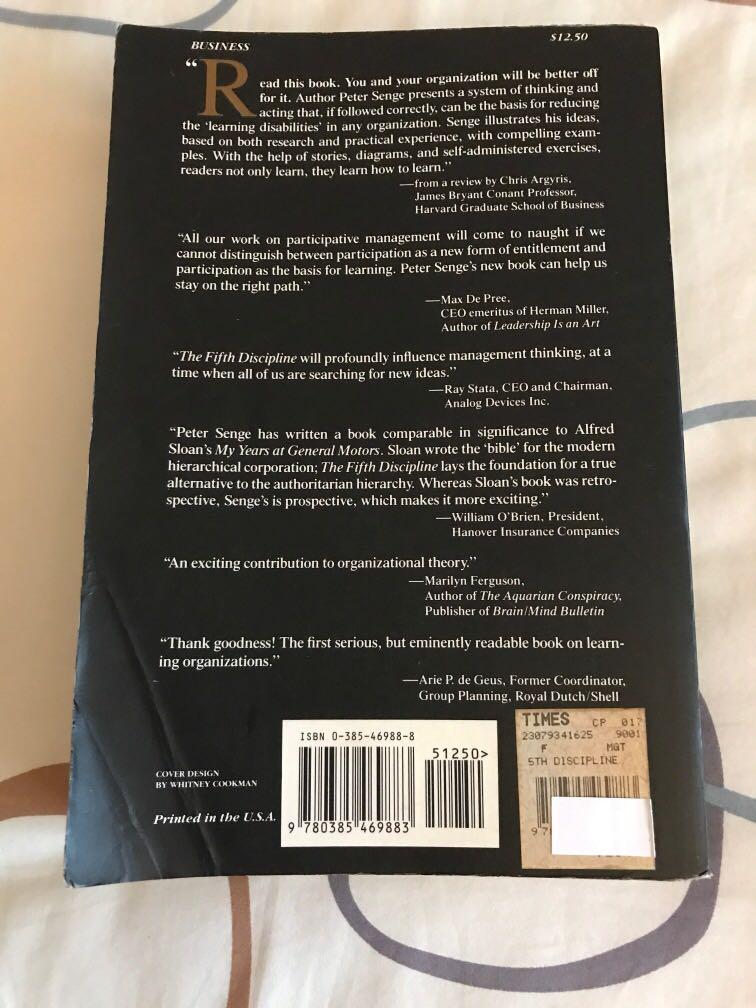 BUSINESS
$12.50
“Read this book. You and your organization will be better off
for it. Author Peter Senge presents a system of thinking and
acting that, if followed correctly, can be the basis for reducing
the ‘learning disabilities’ in any organization. Senge illustrates his ideas,
based on both research and practical experience, with compelling exam-
ples. With the help of stories, diagrams, and self-administered exercises,
readers not only learn, they learn how to learn.”
—from a review by Chris Argyris,
James Bryant Conant Professor,
Harvard Graduate School of Business
“All our work on participative management will come to naught if we
cannot distinguish between participation as a new form of entitlement and
participation as the basis for learning. Peter Senge’s new book can help us
stay on the right path.”
—Max De Pree,
CEO emeritus of Herman Miller,
Author of Leadership Is an Art
“The Fifth Discipline will profoundly influence management thinking, at a
time when all of us are searching for new ideas.”
—Ray Stata, CEO and Chairman,
Analog Devices Inc.
“Peter Senge has written a book comparable in significance to Alfred
Sloan’s My Years at General Motors. Sloan wrote the ‘bible’ for the modern
hierarchical corporation; The Fifth Discipline lays the foundation for a true
alternative to the authoritarian hierarchy. Whereas Sloan’s book was retro-
spective, Senge’s is prospective, which makes it more exciting.”
—William O’Brien, President,
Hanover Insurance Companies
“An exciting contribution to organizational theory.”
—Marilyn Ferguson,
Author of The Aquarian Conspiracy,
Publisher of Brain/Mind Bulletin
“Thank goodness! The first serious, but eminently readable book on learn-
ing organizations.”
—Arie P. de Geus, Former Coordinator,
Group Planning, Royal Dutch/Shell
COVER DESIGN
BY WHITNEY COOKMAN
Printed in the U.S.A.
ISBN 0-385-46988-8
51250>
9 780385 469883
TIMES CP 017
23079341625 9001
F MGT
5TH DISCIPLINE
9 7